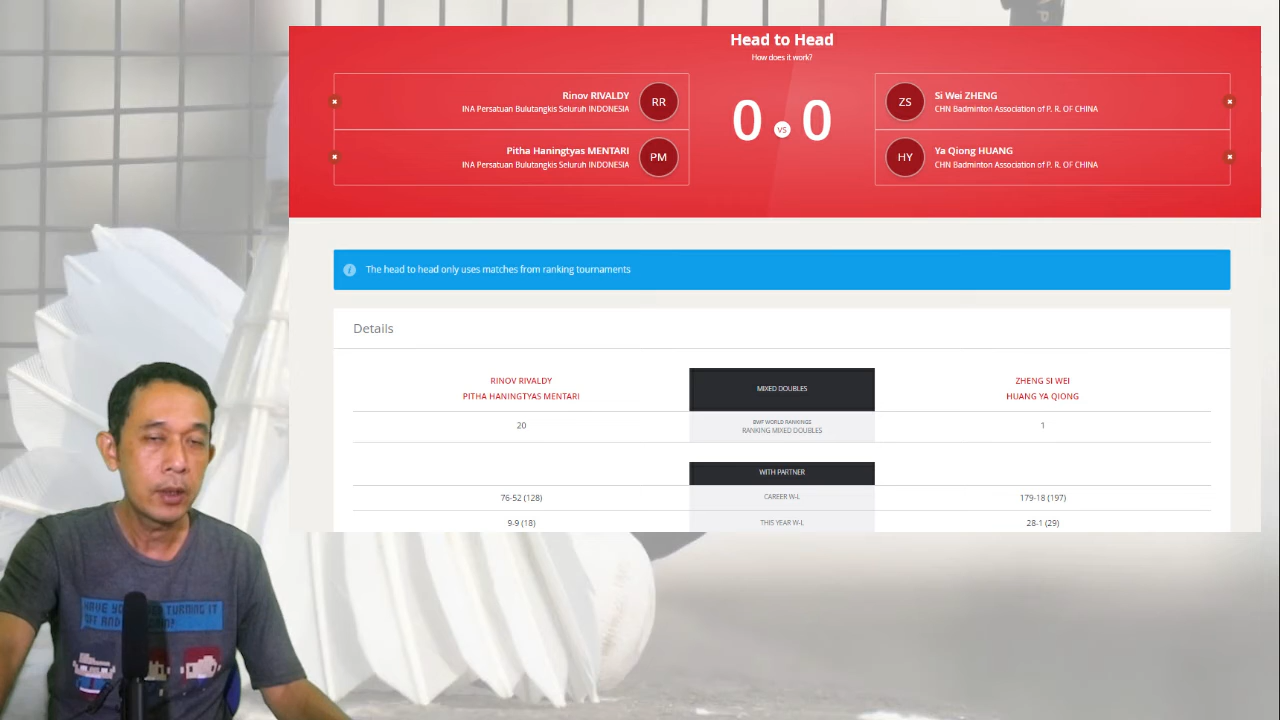 Head to Head
How does it work?
Rinov RIVALDY
INA Persatuan Bulutangkis Seluruh INDONESIA
RR
Pitha Haningtyas MENTARI
INA Persatuan Bulutangkis Seluruh INDONESIA
PM
0 vs 0
ZS
Si Wei ZHENG
CHN Badminton Association of P. R. OF CHINA
HY
Ya Qiong HUANG
CHN Badminton Association of P. R. OF CHINA
The head to head only uses matches from ranking tournaments
Details
RINOV RIVALDY
PITHA HANINGTYAS MENTARI
MIXED DOUBLES
ZHENG SI WEI
HUANG YA QIONG
20
BWF WORLD RANKINGS
RANKING MIXED DOUBLES
1
WITH PARTNER
76-52 (128)
CAREER W-L
179-18 (197)
9-9 (18)
THIS YEAR W-L
28-1 (29)
TURNING IT